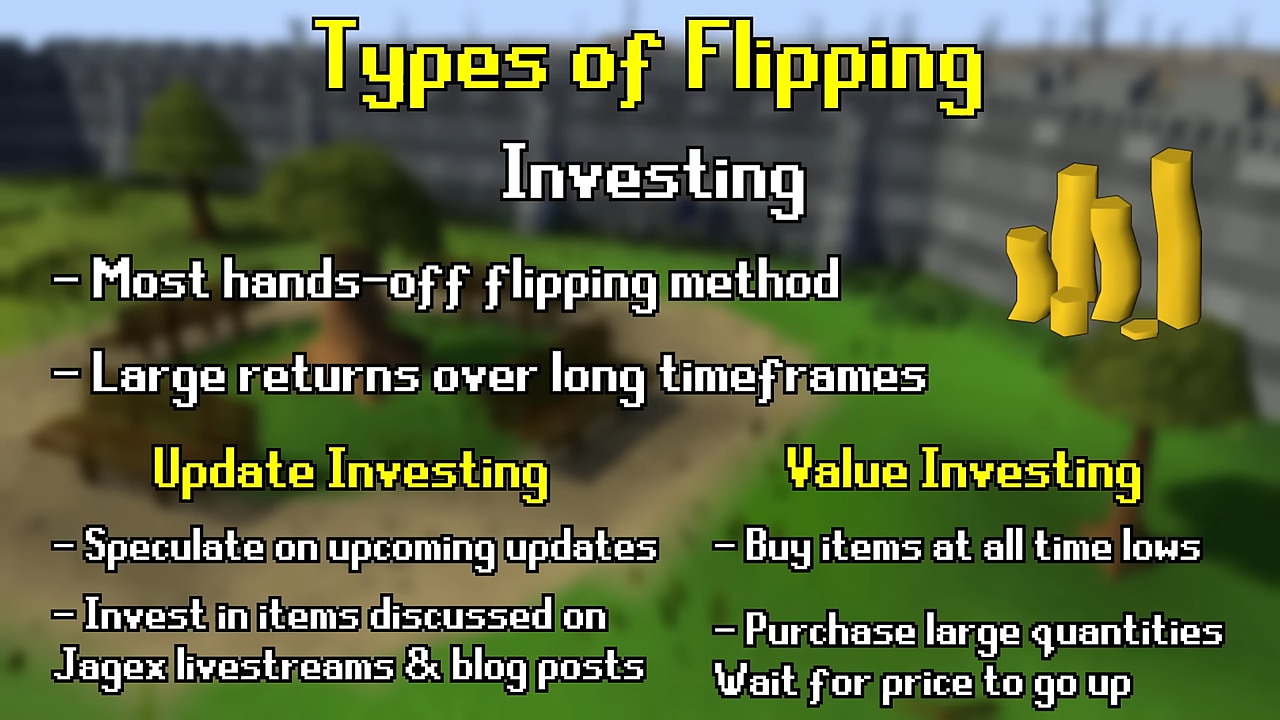 Types of Flipping
Investing
- Most hands-off flipping method
- Large returns over long timeframes
Update Investing
- Speculate on upcoming updates
- Invest in items discussed on
Jagex livestreams & blog posts
Value Investing
- Buy items at all time lows
- Purchase large quantities
Wait for price to go up